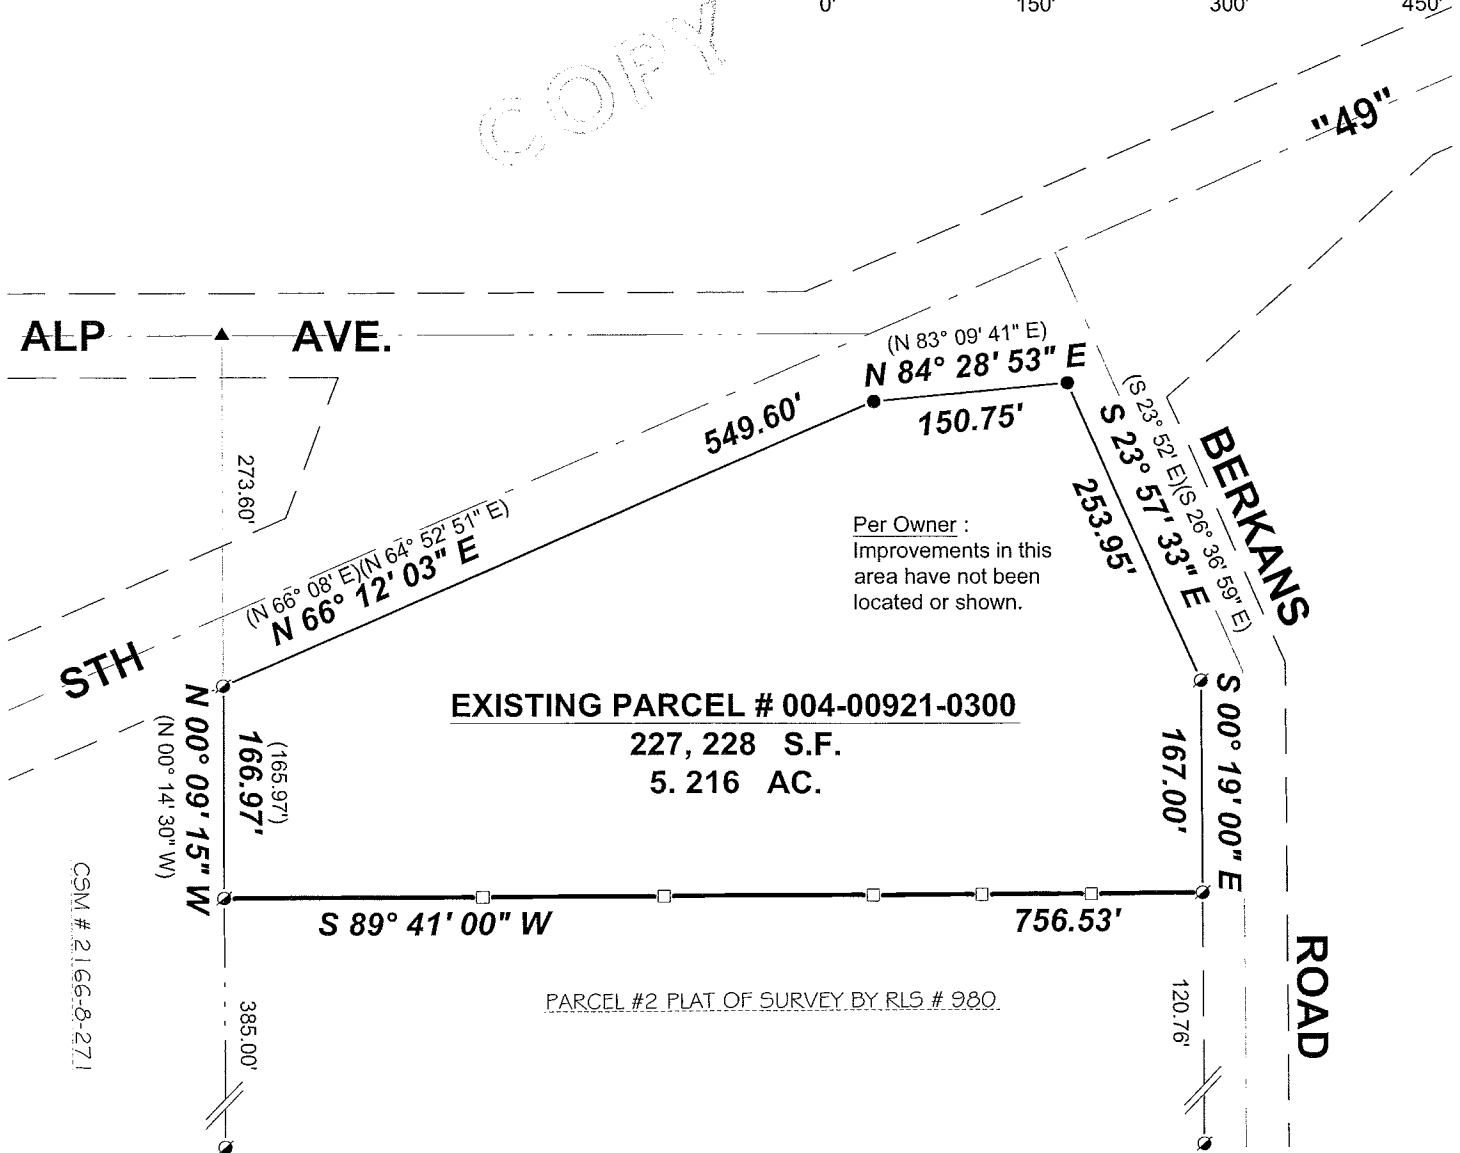 0' 150' 300' 450'
COPY
"49"
ALP AVE.
(N 83° 09' 41" E)
N 84° 28' 53" E
150.75'
549.60'
(N 66° 08' E)(N 64° 52' 51" E)
N 66° 12' 03" E
273.60'
STH
(S 23° 52' E)(S 26° 36' 59" E)
S 23° 57' 33" E
253.95'
BERKANS
ROAD
Per Owner :
Improvements in this
area have not been
located or shown.
EXISTING PARCEL # 004-00921-0300
227, 228 S.F.
5. 216 AC.
N 00° 09' 15" W
(N 00° 14' 30" W)
(165.97')
166.97'
S 00° 19' 00" E
167.00'
S 89° 41' 00" W
756.53'
CSM # 2166-8-271
PARCEL #2 PLAT OF SURVEY BY RLS # 980
385.00'
120.76'